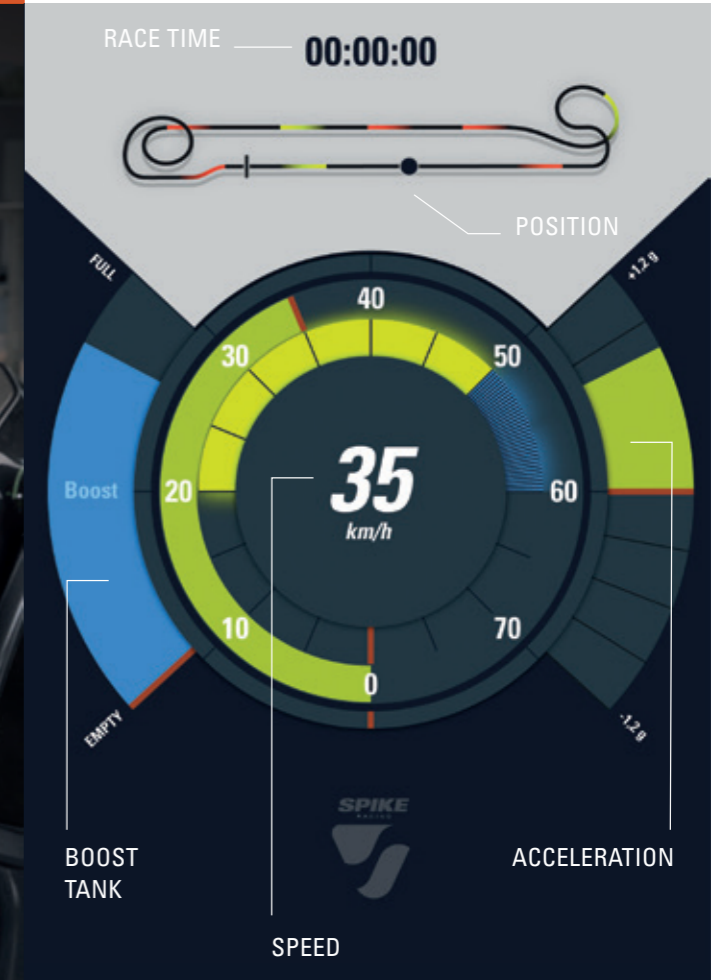 RACE TIME
00:00:00
POSITION
FULL
+1,2 g
40
30
50
Boost
20
35
60
km/h
10
70
0
EMPTY
-1,2 g
SPIKE
RACING
BOOST
TANK
ACCELERATION
SPEED